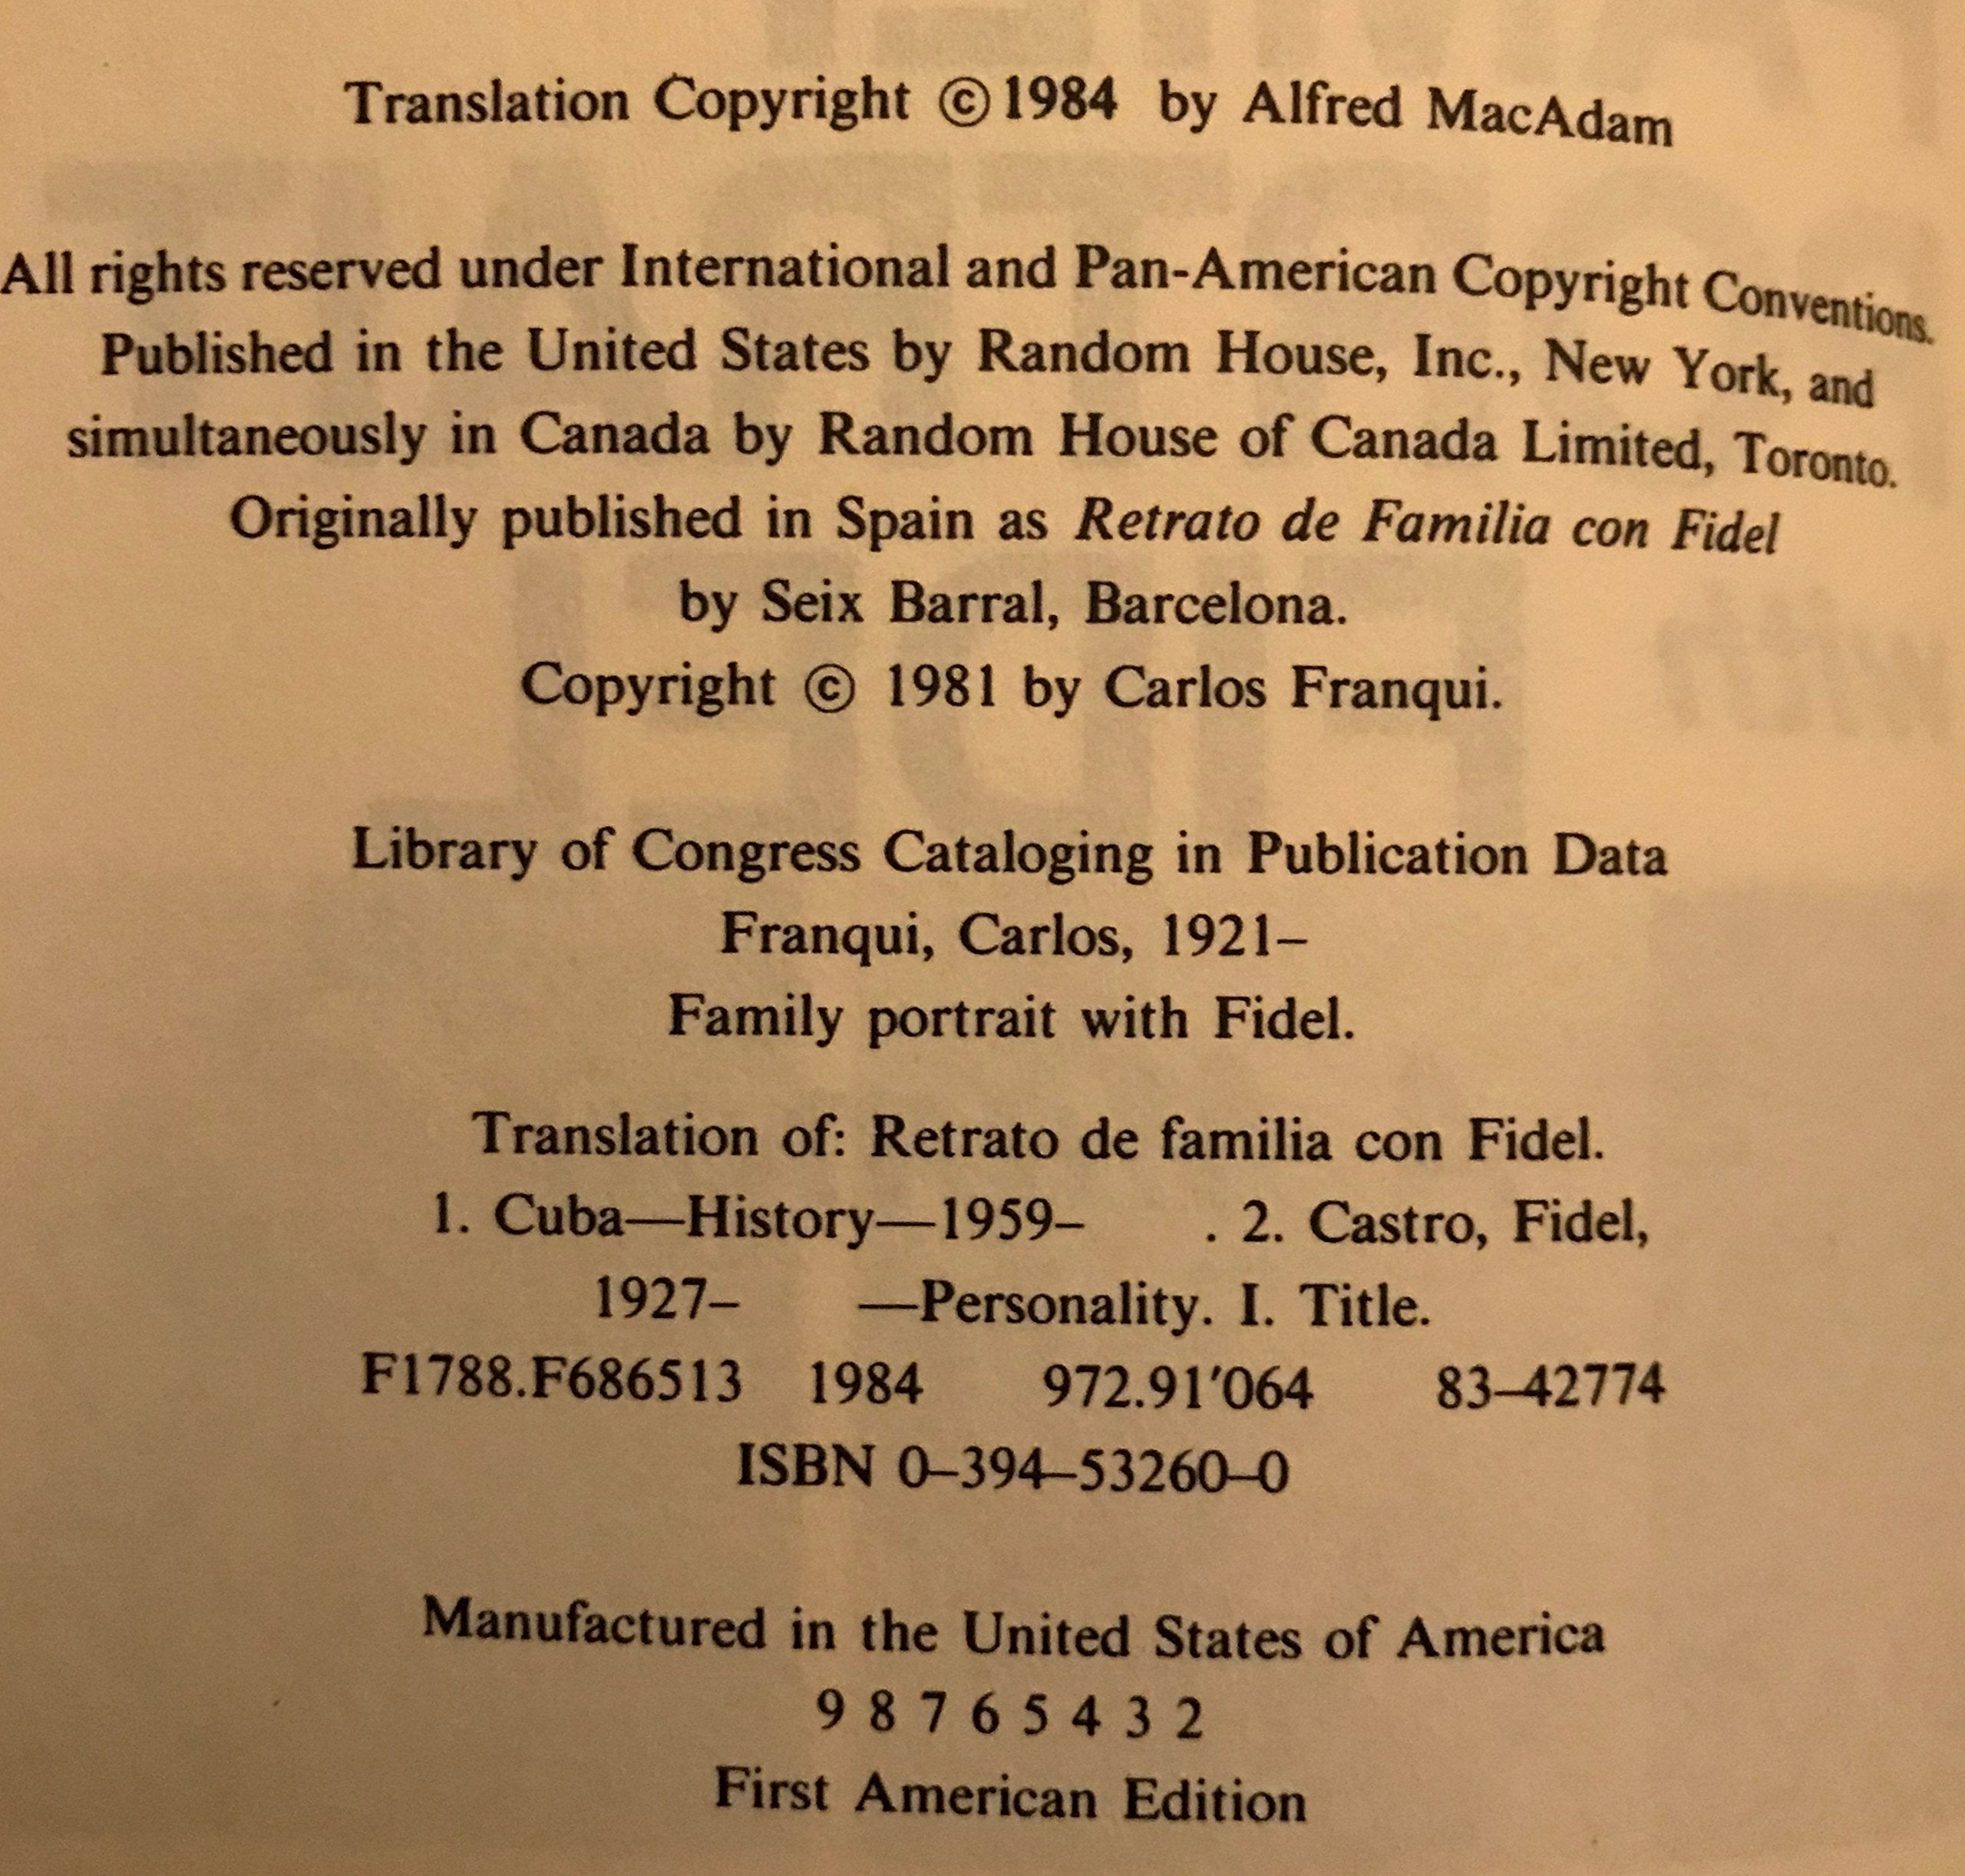 Translation Copyright © 1984 by Alfred MacAdam
All rights reserved under International and Pan-American Copyright Conventions.
Published in the United States by Random House, Inc., New York, and
simultaneously in Canada by Random House of Canada Limited, Toronto.
Originally published in Spain as Retrato de Familia con Fidel
by Seix Barral, Barcelona.
Copyright © 1981 by Carlos Franqui.
Library of Congress Cataloging in Publication Data
Franqui, Carlos, 1921–
Family portrait with Fidel.
Translation of: Retrato de familia con Fidel.
1. Cuba—History—1959– . 2. Castro, Fidel,
1927– —Personality. I. Title.
F1788.F686513 1984 972.91'064 83–42774
ISBN 0–394–53260–0
Manufactured in the United States of America
9 8 7 6 5 4 3 2
First American Edition